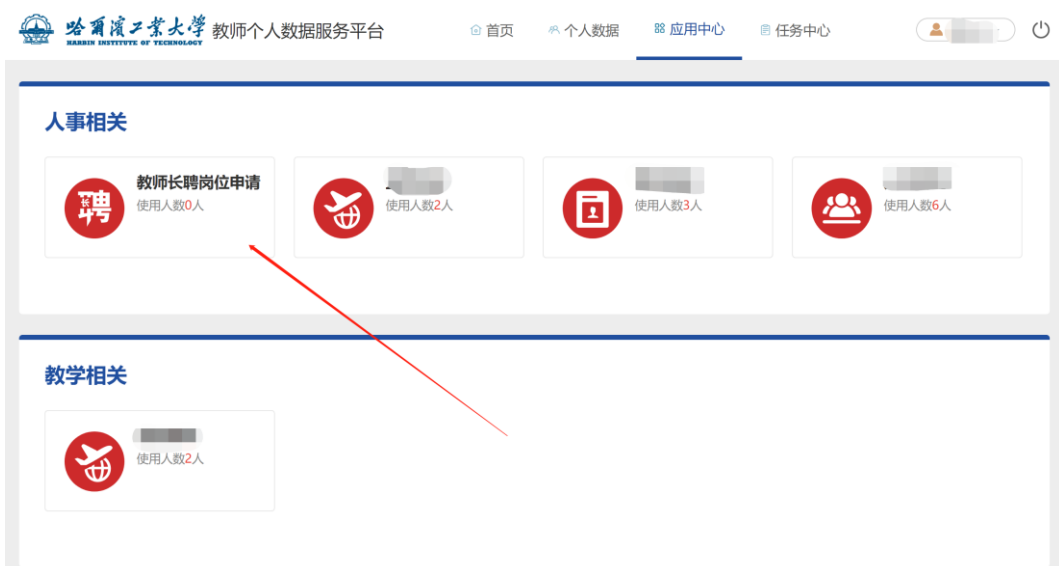 哈爾濱工業大學
HARBIN INSTITUTE OF TECHNOLOGY
教师个人数据服务平台
首页
个人数据
应用中心
任务中心
人事相关
聘
长
教师长聘岗位申请
使用人数0人
使用人数2人
使用人数3人
使用人数6人
教学相关
使用人数2人